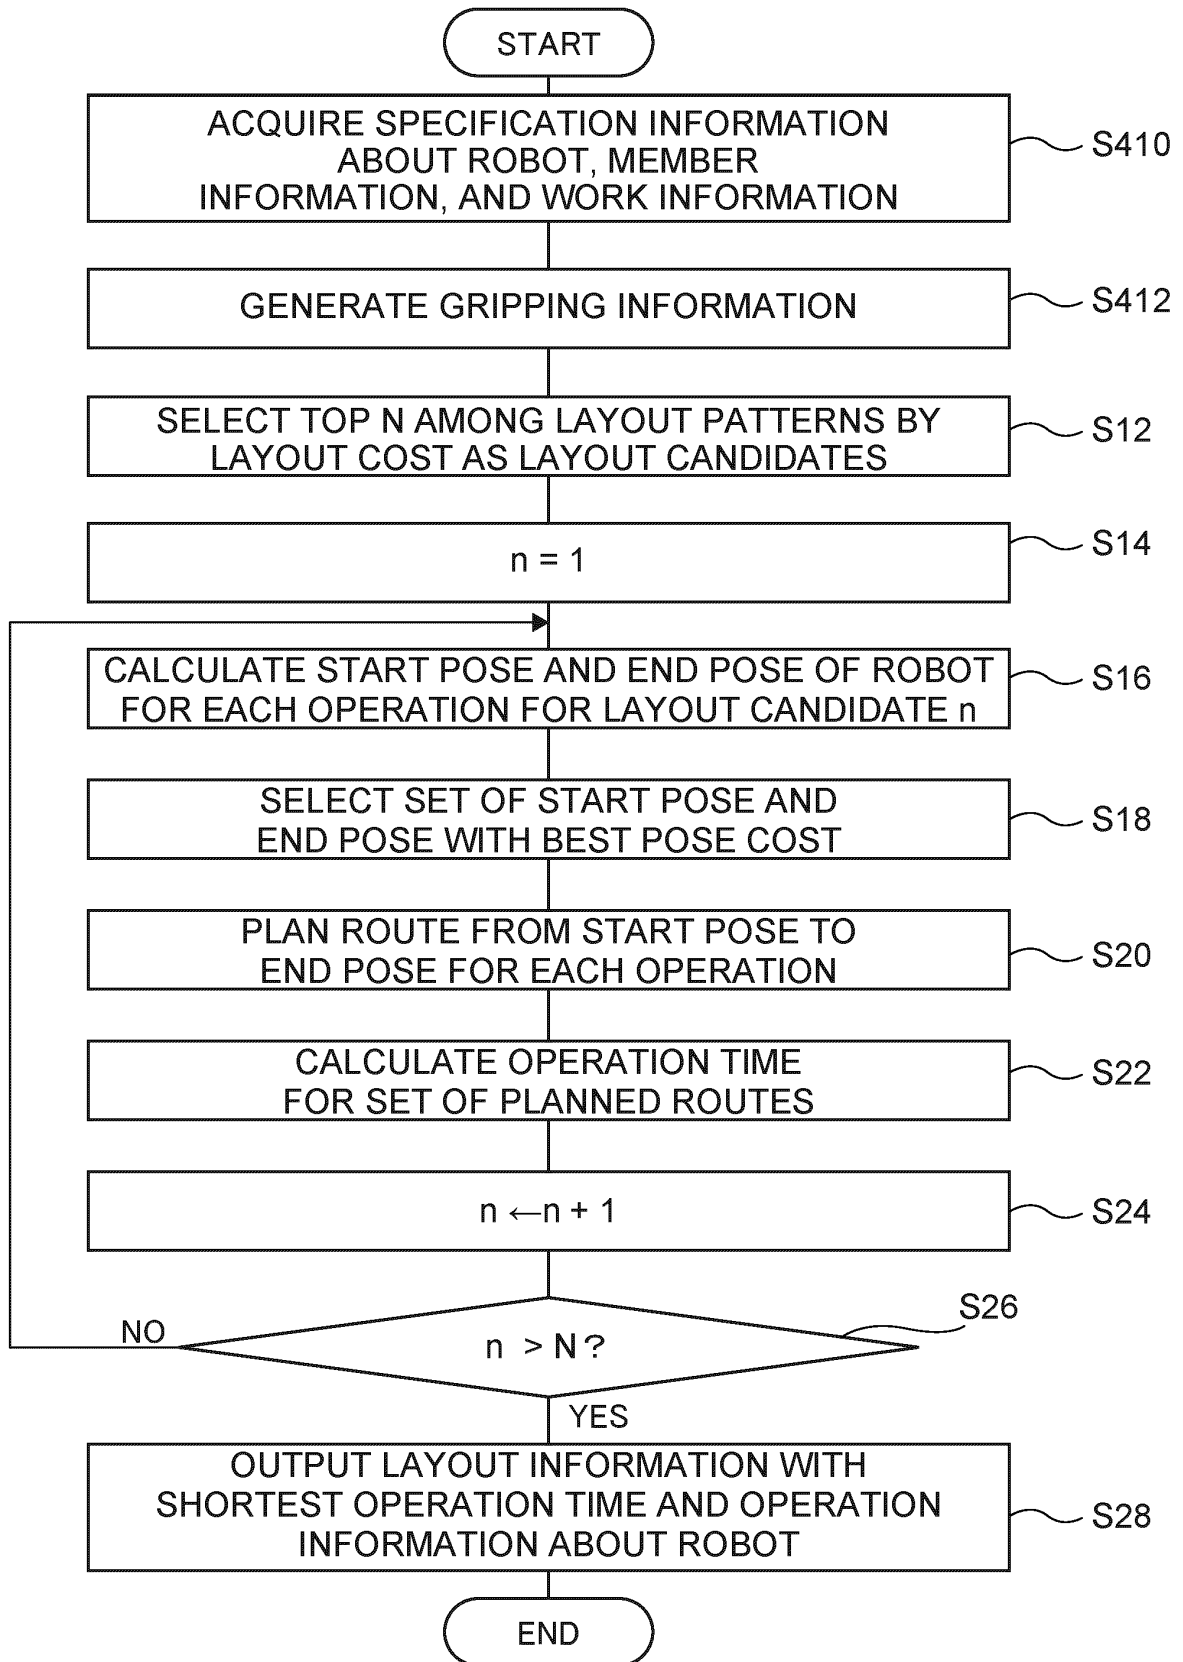 START
ACQUIRE SPECIFICATION INFORMATION
ABOUT ROBOT, MEMBER
INFORMATION, AND WORK INFORMATION
S410
GENERATE GRIPPING INFORMATION
S412
SELECT TOP N AMONG LAYOUT PATTERNS BY
LAYOUT COST AS LAYOUT CANDIDATES
S12
n = 1
S14
CALCULATE START POSE AND END POSE OF ROBOT
FOR EACH OPERATION FOR LAYOUT CANDIDATE n
S16
SELECT SET OF START POSE AND
END POSE WITH BEST POSE COST
S18
PLAN ROUTE FROM START POSE TO
END POSE FOR EACH OPERATION
S20
CALCULATE OPERATION TIME
FOR SET OF PLANNED ROUTES
S22
n ←n + 1
S24
n > N?
S26
NO
YES
OUTPUT LAYOUT INFORMATION WITH
SHORTEST OPERATION TIME AND OPERATION
INFORMATION ABOUT ROBOT
S28
END